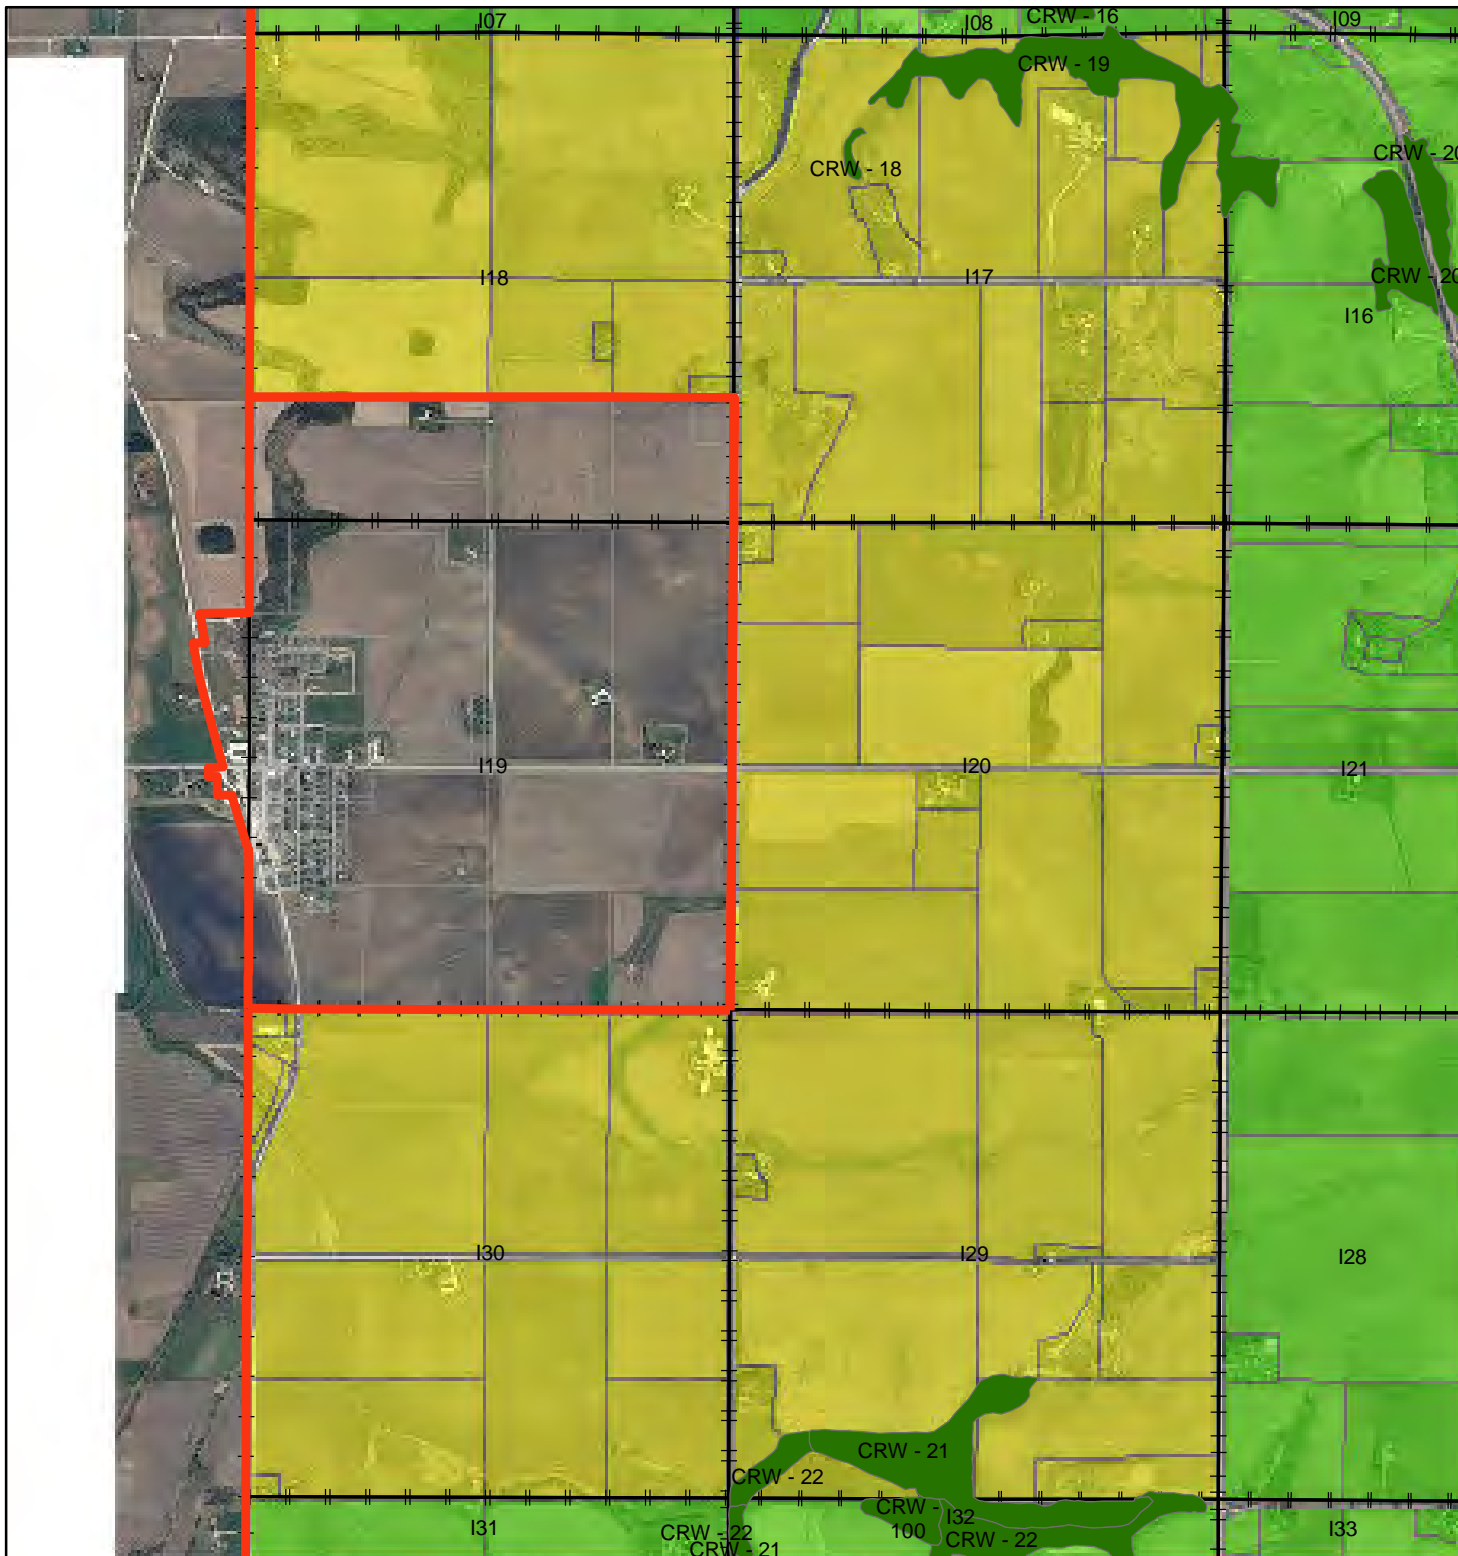 I07
I08
CRW - 16
I09
CRW - 19
CRW - 18
CRW - 20
I18
I17
CRW - 20
I16
I19
I20
I21
I30
I29
I28
CRW - 21
CRW - 22
CRW -
100
I32
I31
CRW - 22
CRW - 22
I33
CRW - 21